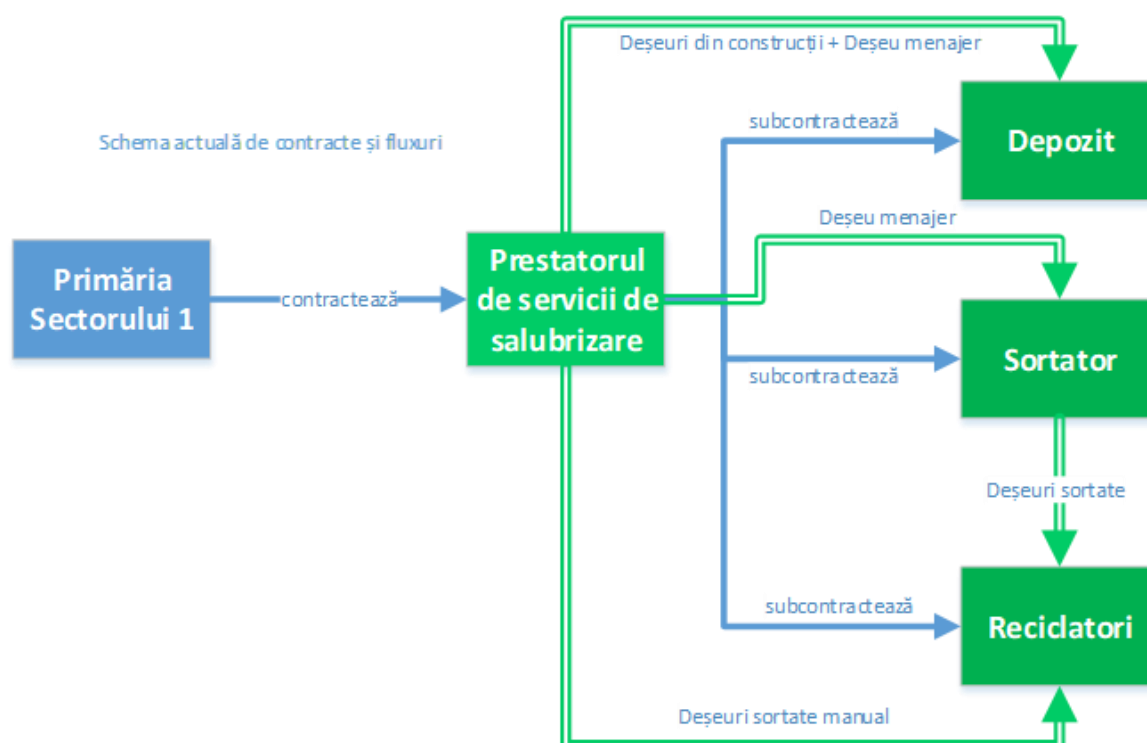 Deșeuri din construcții + Deșeu menajer
subcontractează
Depozit
Schema actuală de contracte și fluxuri
Deșeu menajer
Primăria
Sectorului 1
contractează
Prestatorul
de servicii de
salubrizare
Sortator
subcontractează
Deșeuri sortate
subcontractează
Reciclatori
Deșeuri sortate manual